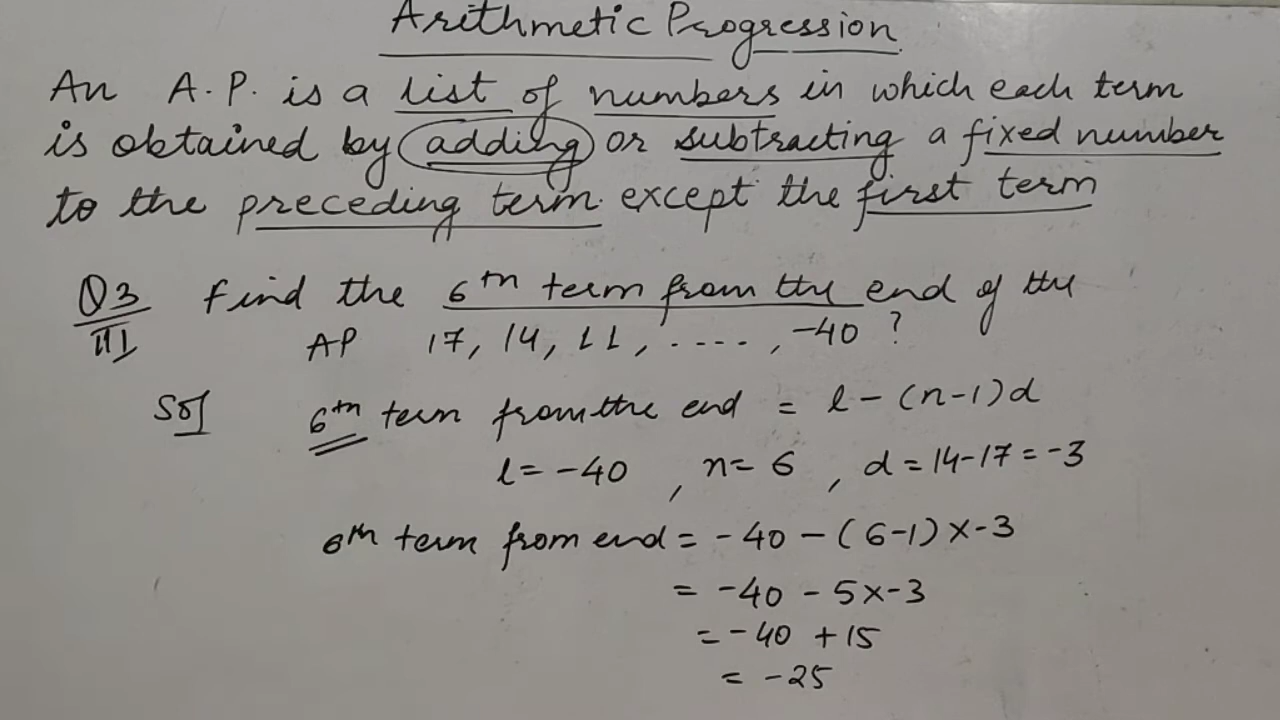 Arithmetic Progression
An A.P. is a list of numbers in which each term
is obtained by adding or subtracting a fixed number
to the preceding term except the first term
Q3 Find the 6th term from the end of the
III AP 17, 14, 11, ....., -40 ?
Sol 6th term from the end = l - (n-1)d
l = -40 , n = 6 , d = 14-17 = -3
6th term from end = -40 - (6-1) x -3
= -40 - 5x-3
= -40 + 15
= -25